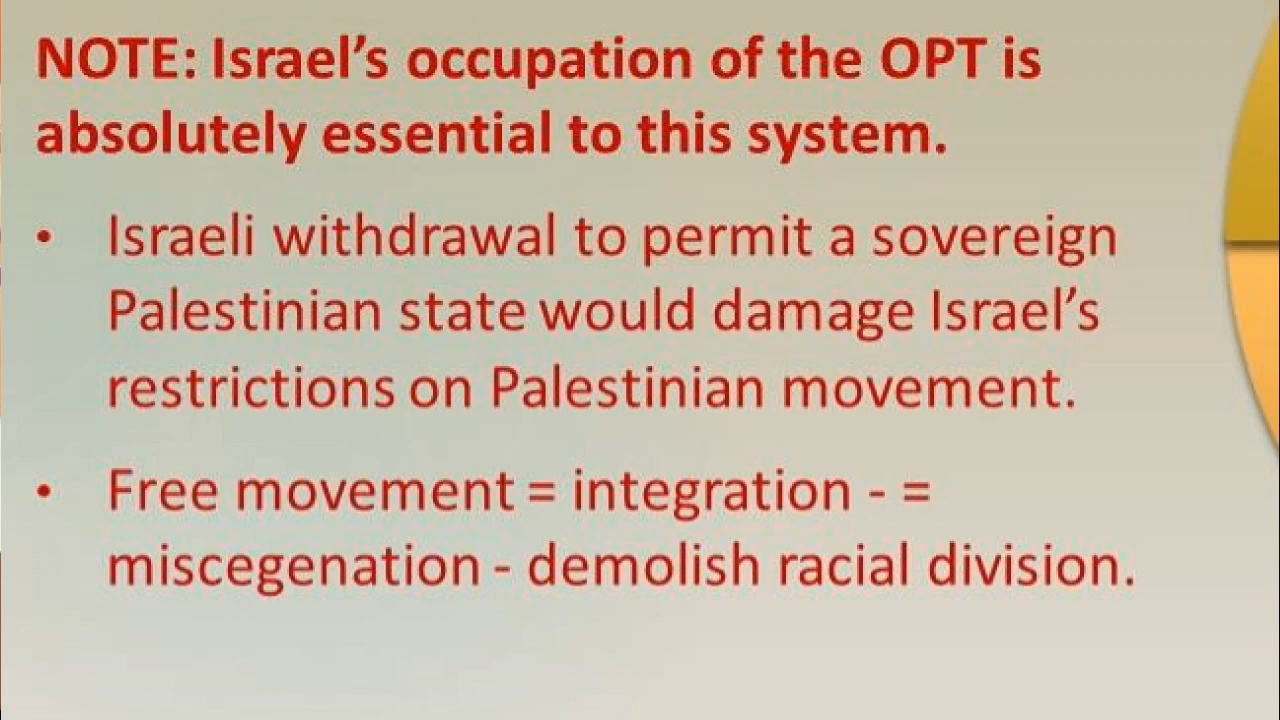 NOTE: Israel’s occupation of the OPT is
absolutely essential to this system.
• Israeli withdrawal to permit a sovereign
Palestinian state would damage Israel’s
restrictions on Palestinian movement.
• Free movement = integration - =
miscegenation - demolish racial division.